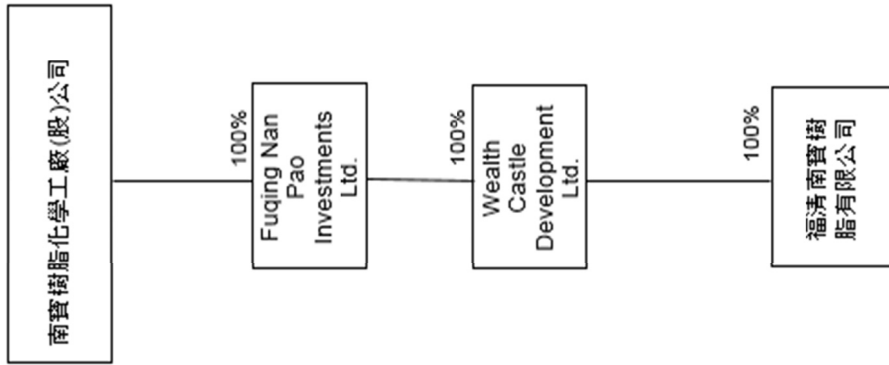 南寶樹脂化學工廠(股)公司
100%
Fuqing Nan
Pao
Investments
Ltd.
100%
Wealth
Castle
Development
Ltd.
100%
福清南寶樹
脂有限公司